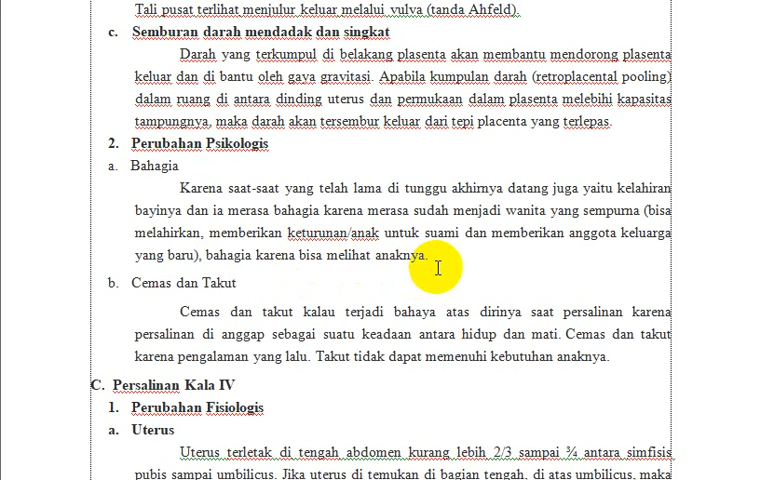 Tali pusat terlihat menjulur keluar melalui vulva (tanda Ahfeld).
c. Semburan darah mendadak dan singkat
Darah yang terkumpul di belakang plasenta akan membantu mendorong plasenta
keluar dan di bantu oleh gaya gravitasi. Apabila kumpulan darah (retroplacental pooling)
dalam ruang di antara dinding uterus dan permukaan dalam plasenta melebihi kapasitas
tampungnya, maka darah akan tersembur keluar dari tepi placenta yang terlepas.
2. Perubahan Psikologis
a. Bahagia
Karena saat-saat yang telah lama di tunggu akhirnya datang juga yaitu kelahiran
bayinya dan ia merasa bahagia karena merasa sudah menjadi wanita yang sempurna (bisa
melahirkan, memberikan keturunan/anak untuk suami dan memberikan anggota keluarga
yang baru), bahagia karena bisa melihat anaknya.
b. Cemas dan Takut
Cemas dan takut kalau terjadi bahaya atas dirinya saat persalinan karena
persalinan di anggap sebagai suatu keadaan antara hidup dan mati. Cemas dan takut
karena pengalaman yang lalu. Takut tidak dapat memenuhi kebutuhan anaknya.
C. Persalinan Kala IV
1. Perubahan Fisiologis
a. Uterus
Uterus terletak di tengah abdomen kurang lebih 2/3 sampai ¾ antara simfisis
pubis sampai umbilicus. Jika uterus di temukan di bagian tengah, di atas umbilicus, maka